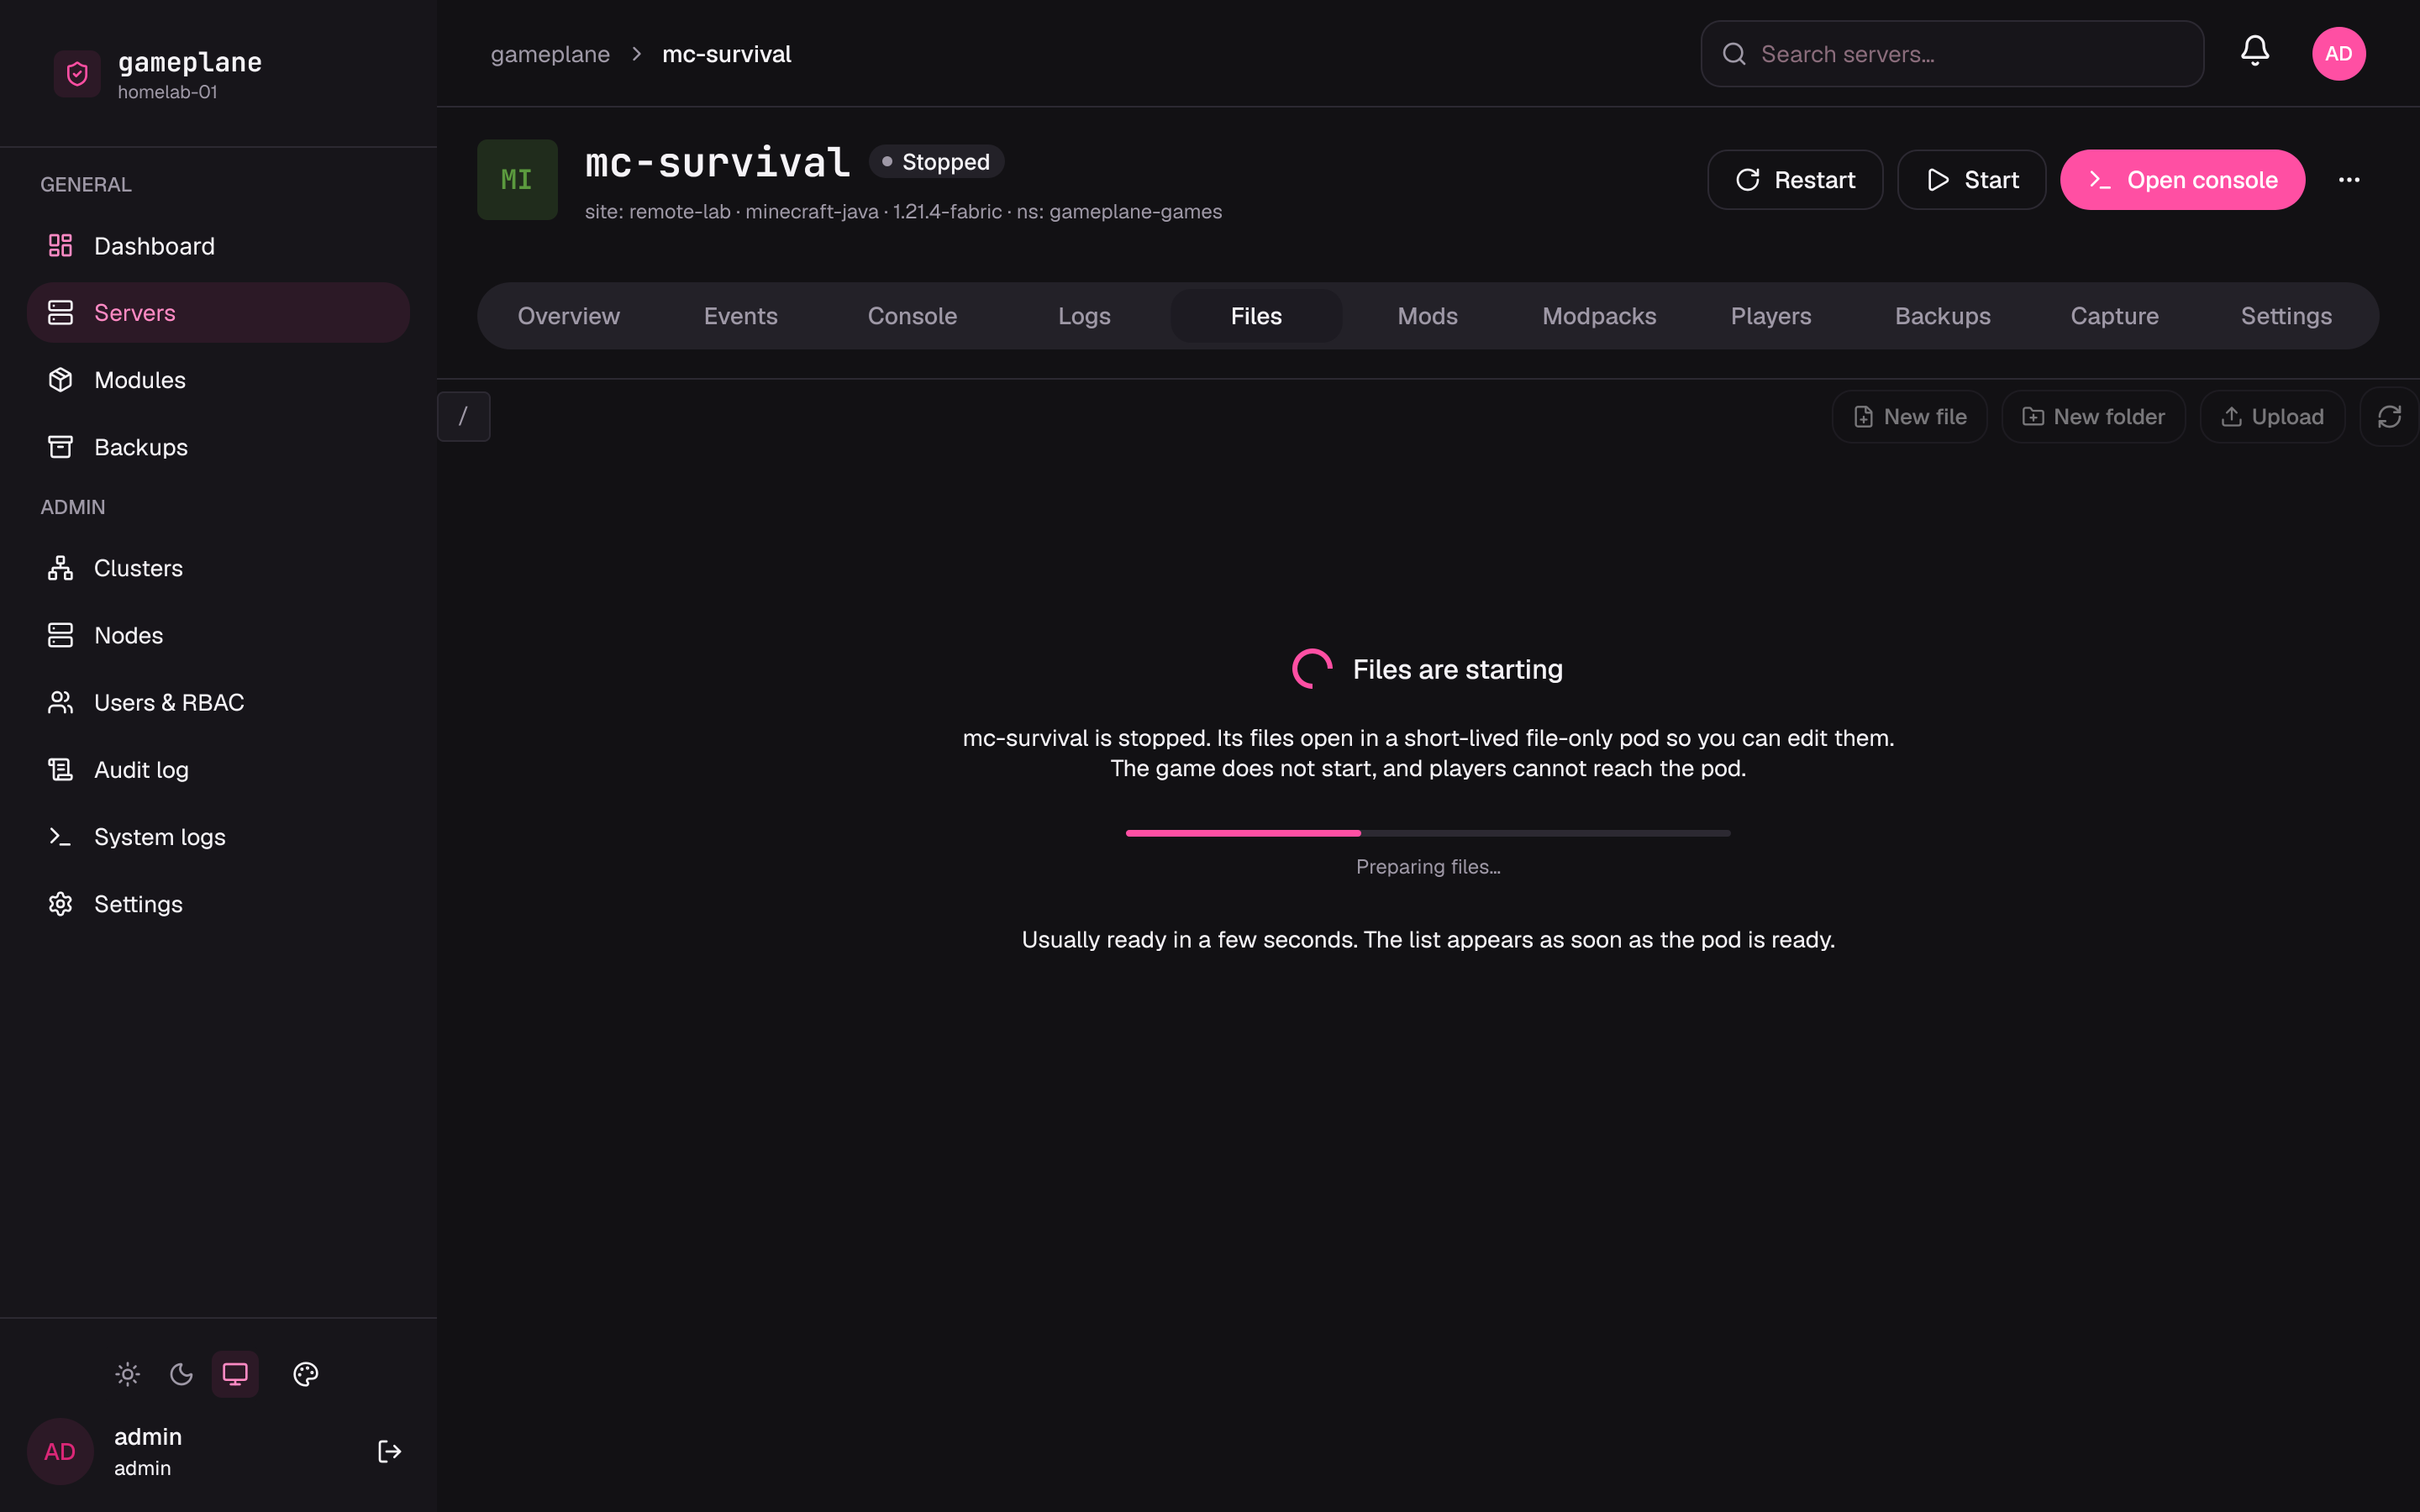 gameplane
homelab-01
GENERAL
Dashboard
Servers
Modules
Backups
ADMIN
Clusters
Nodes
Users & RBAC
Audit log
System logs
Settings
AD
admin
admin
gameplane > mc-survival
Search servers...
AD
MI
mc-survival
Stopped
site: remote-lab · minecraft-java · 1.21.4-fabric · ns: gameplane-games
Restart
Start
Open console
Overview Events Console Logs Files Mods Modpacks Players Backups Capture Settings
/
New file
New folder
Upload
Files are starting
mc-survival is stopped. Its files open in a short-lived file-only pod so you can edit them.
The game does not start, and players cannot reach the pod.
Preparing files...
Usually ready in a few seconds. The list appears as soon as the pod is ready.